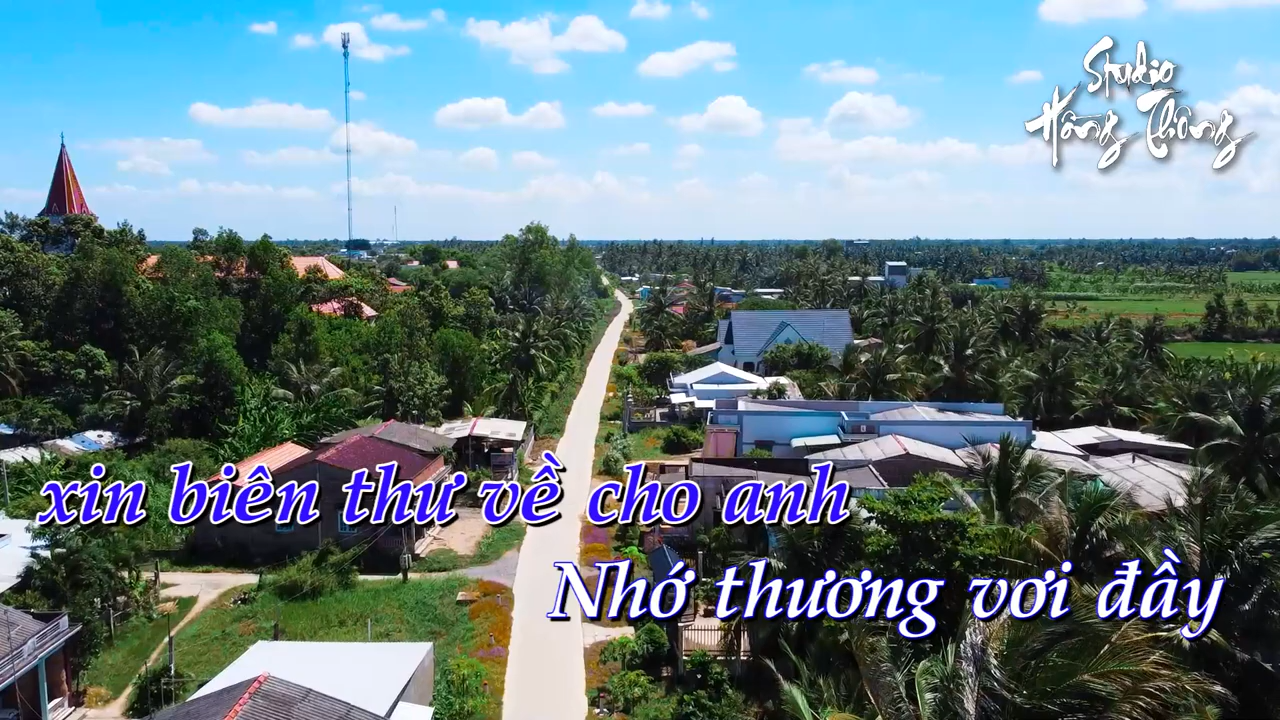 Studio
Hồng Thông
xin biên thư về cho anh
Nhớ thương vơi đầy